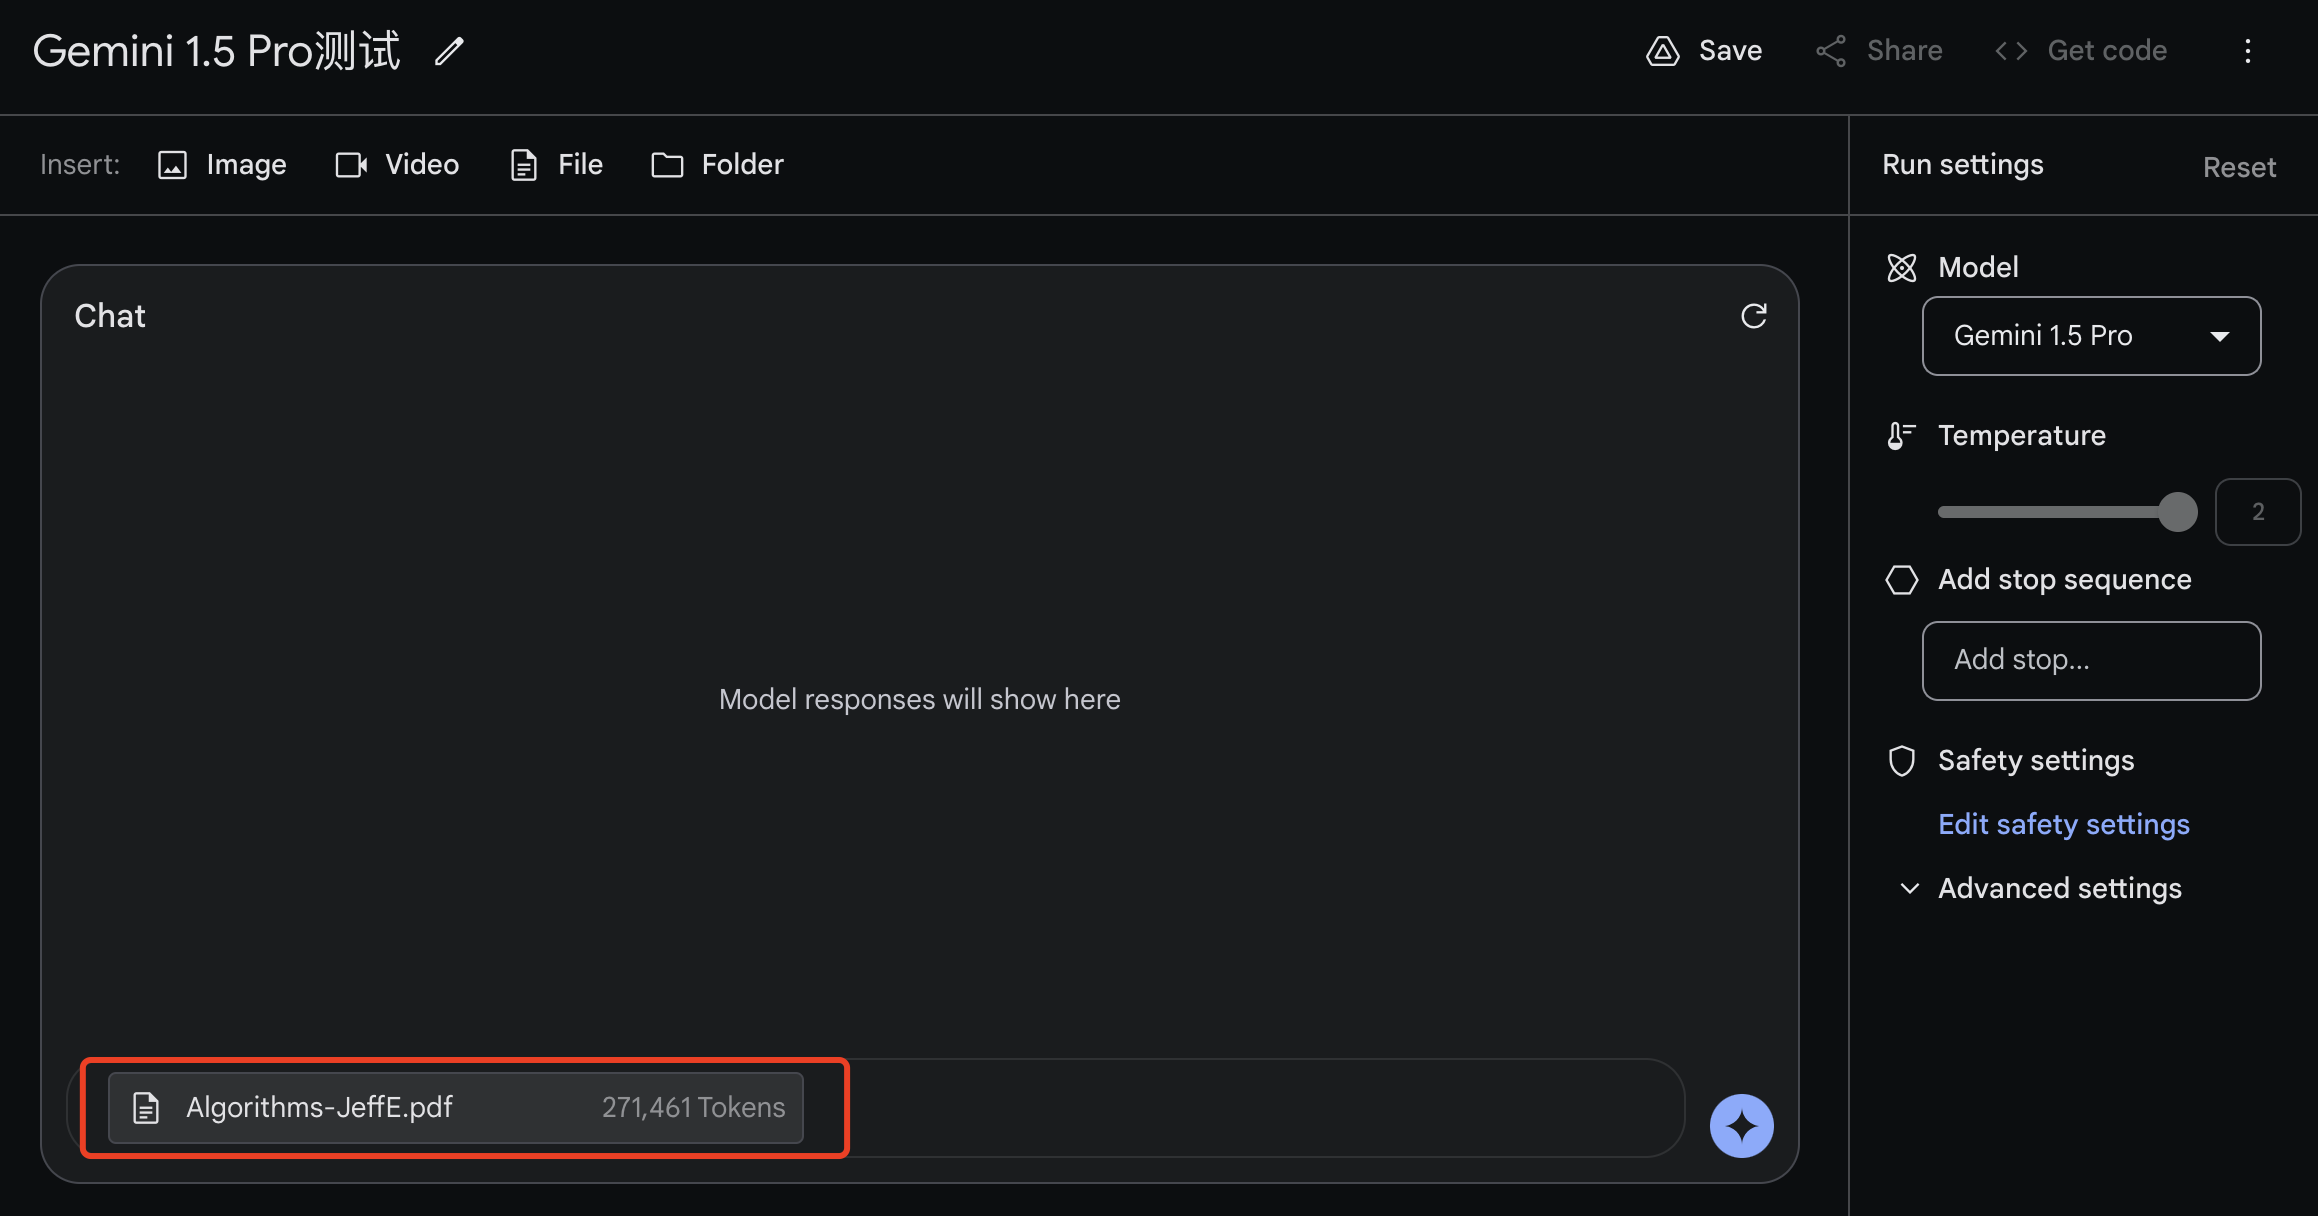 Gemini 1.5 Pro测试
Save
Share
Get code
Insert:
Image
Video
File
Folder
Run settings
Reset
Chat
Model responses will show here
Algorithms-JeffE.pdf
271,461 Tokens
Model
Gemini 1.5 Pro
Temperature
2
Add stop sequence
Add stop...
Safety settings
Edit safety settings
Advanced settings